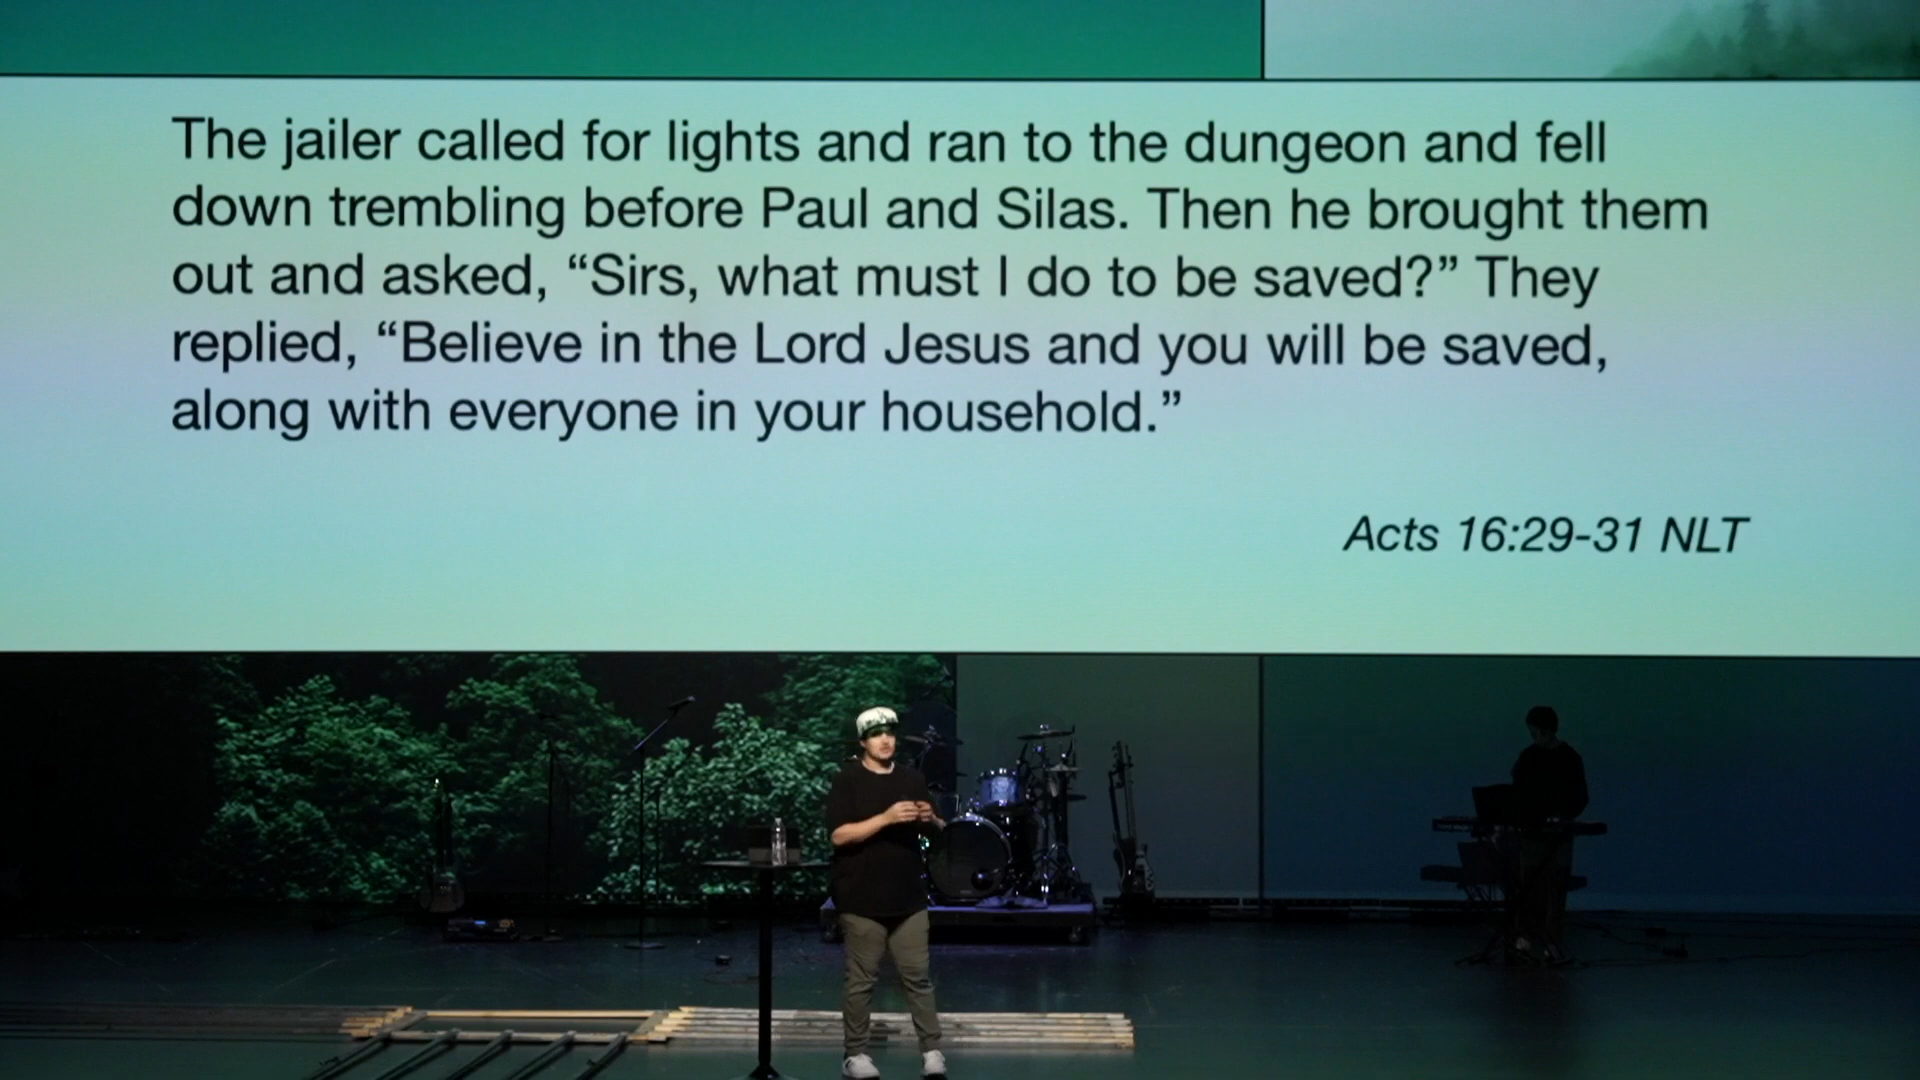 The jailer called for lights and ran to the dungeon and fell
down trembling before Paul and Silas. Then he brought them
out and asked, “Sirs, what must I do to be saved?” They
replied, “Believe in the Lord Jesus and you will be saved,
along with everyone in your household.”
Acts 16:29-31 NLT